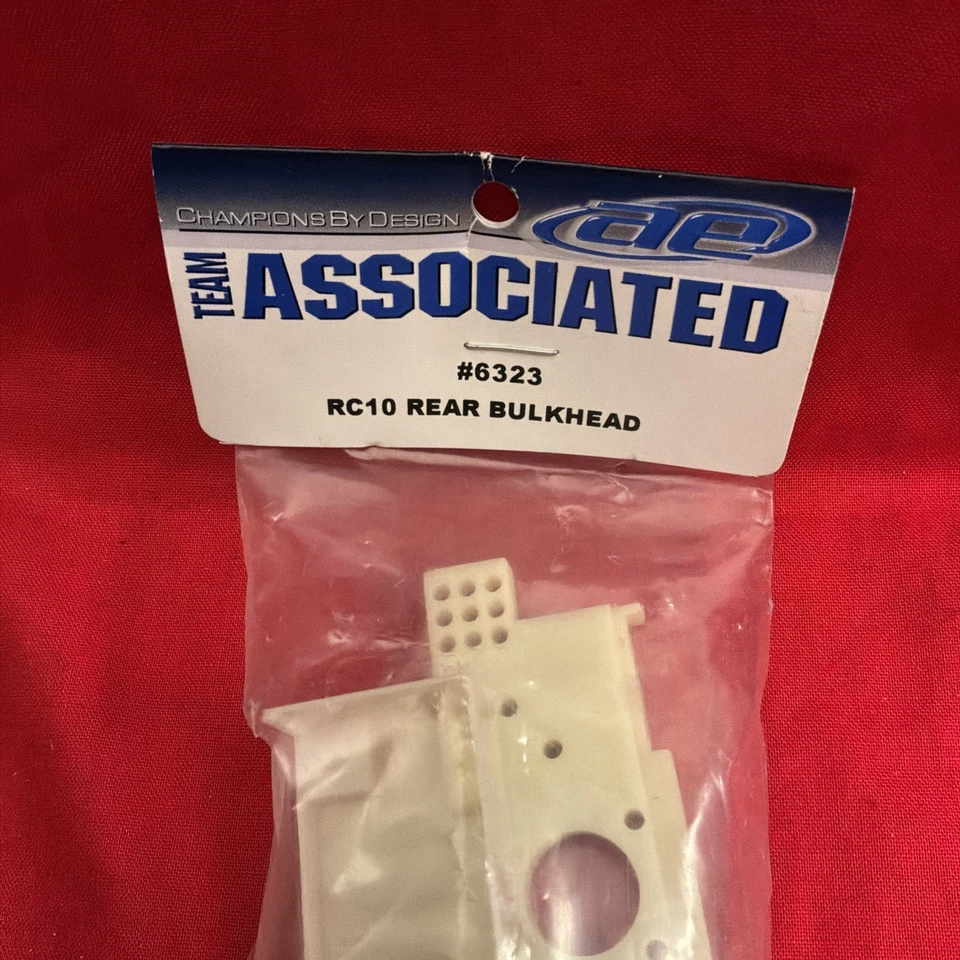 CHAMPIONS BY DESIGN
ae
TEAM
ASSOCIATED
#6323
RC10 REAR BULKHEAD